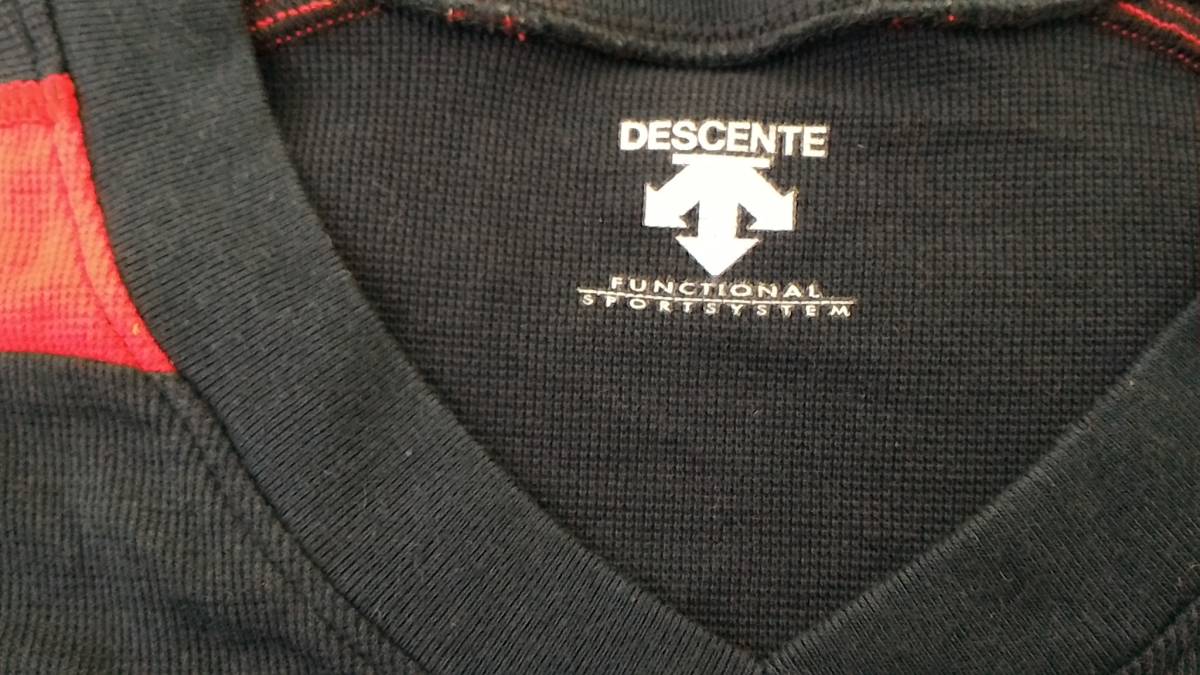 DESCENTE
FUNCTIONAL
SPORTSYSTEM